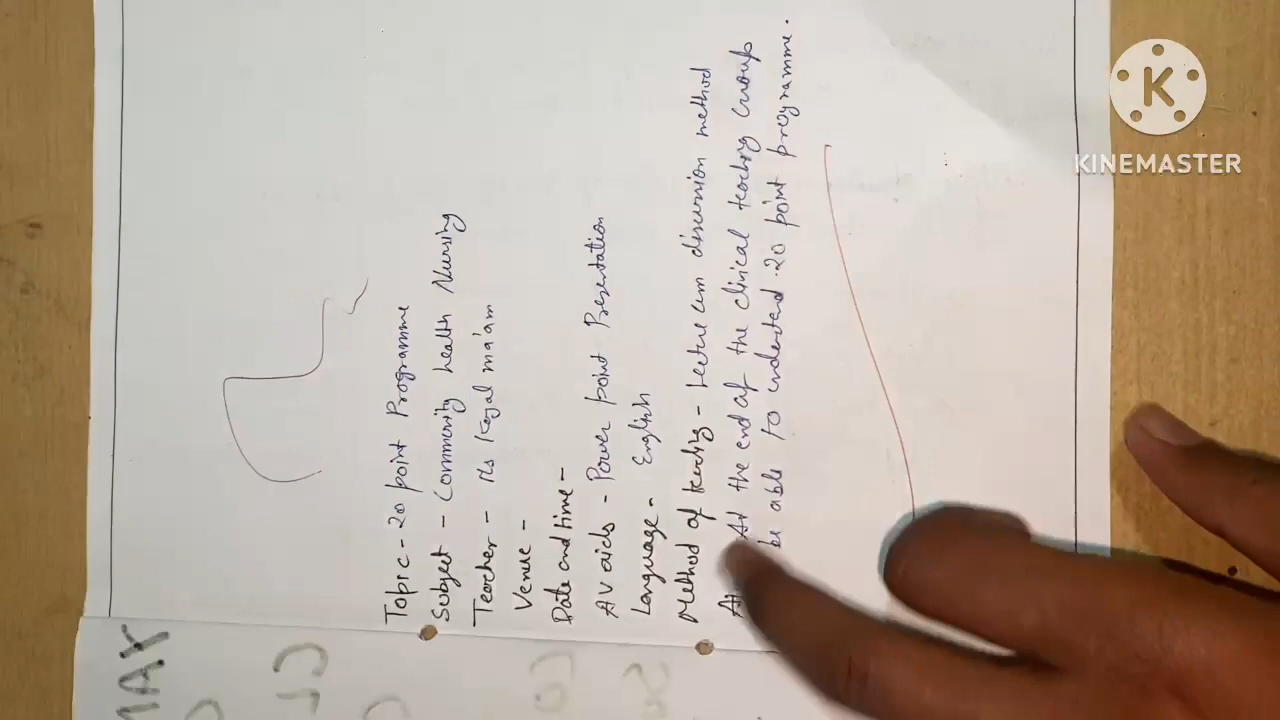 Topic - 20 point Programme
Subject - Community health Nursing
Teacher - Ms Kajal ma'am
Venue -
Date and time -
AV aids - Power point Presentation
Language - English
Method of teaching - Lecture cum discussion method
At the end of the clinical teaching group
be able to understand 20 point programme.
KINEMASTER